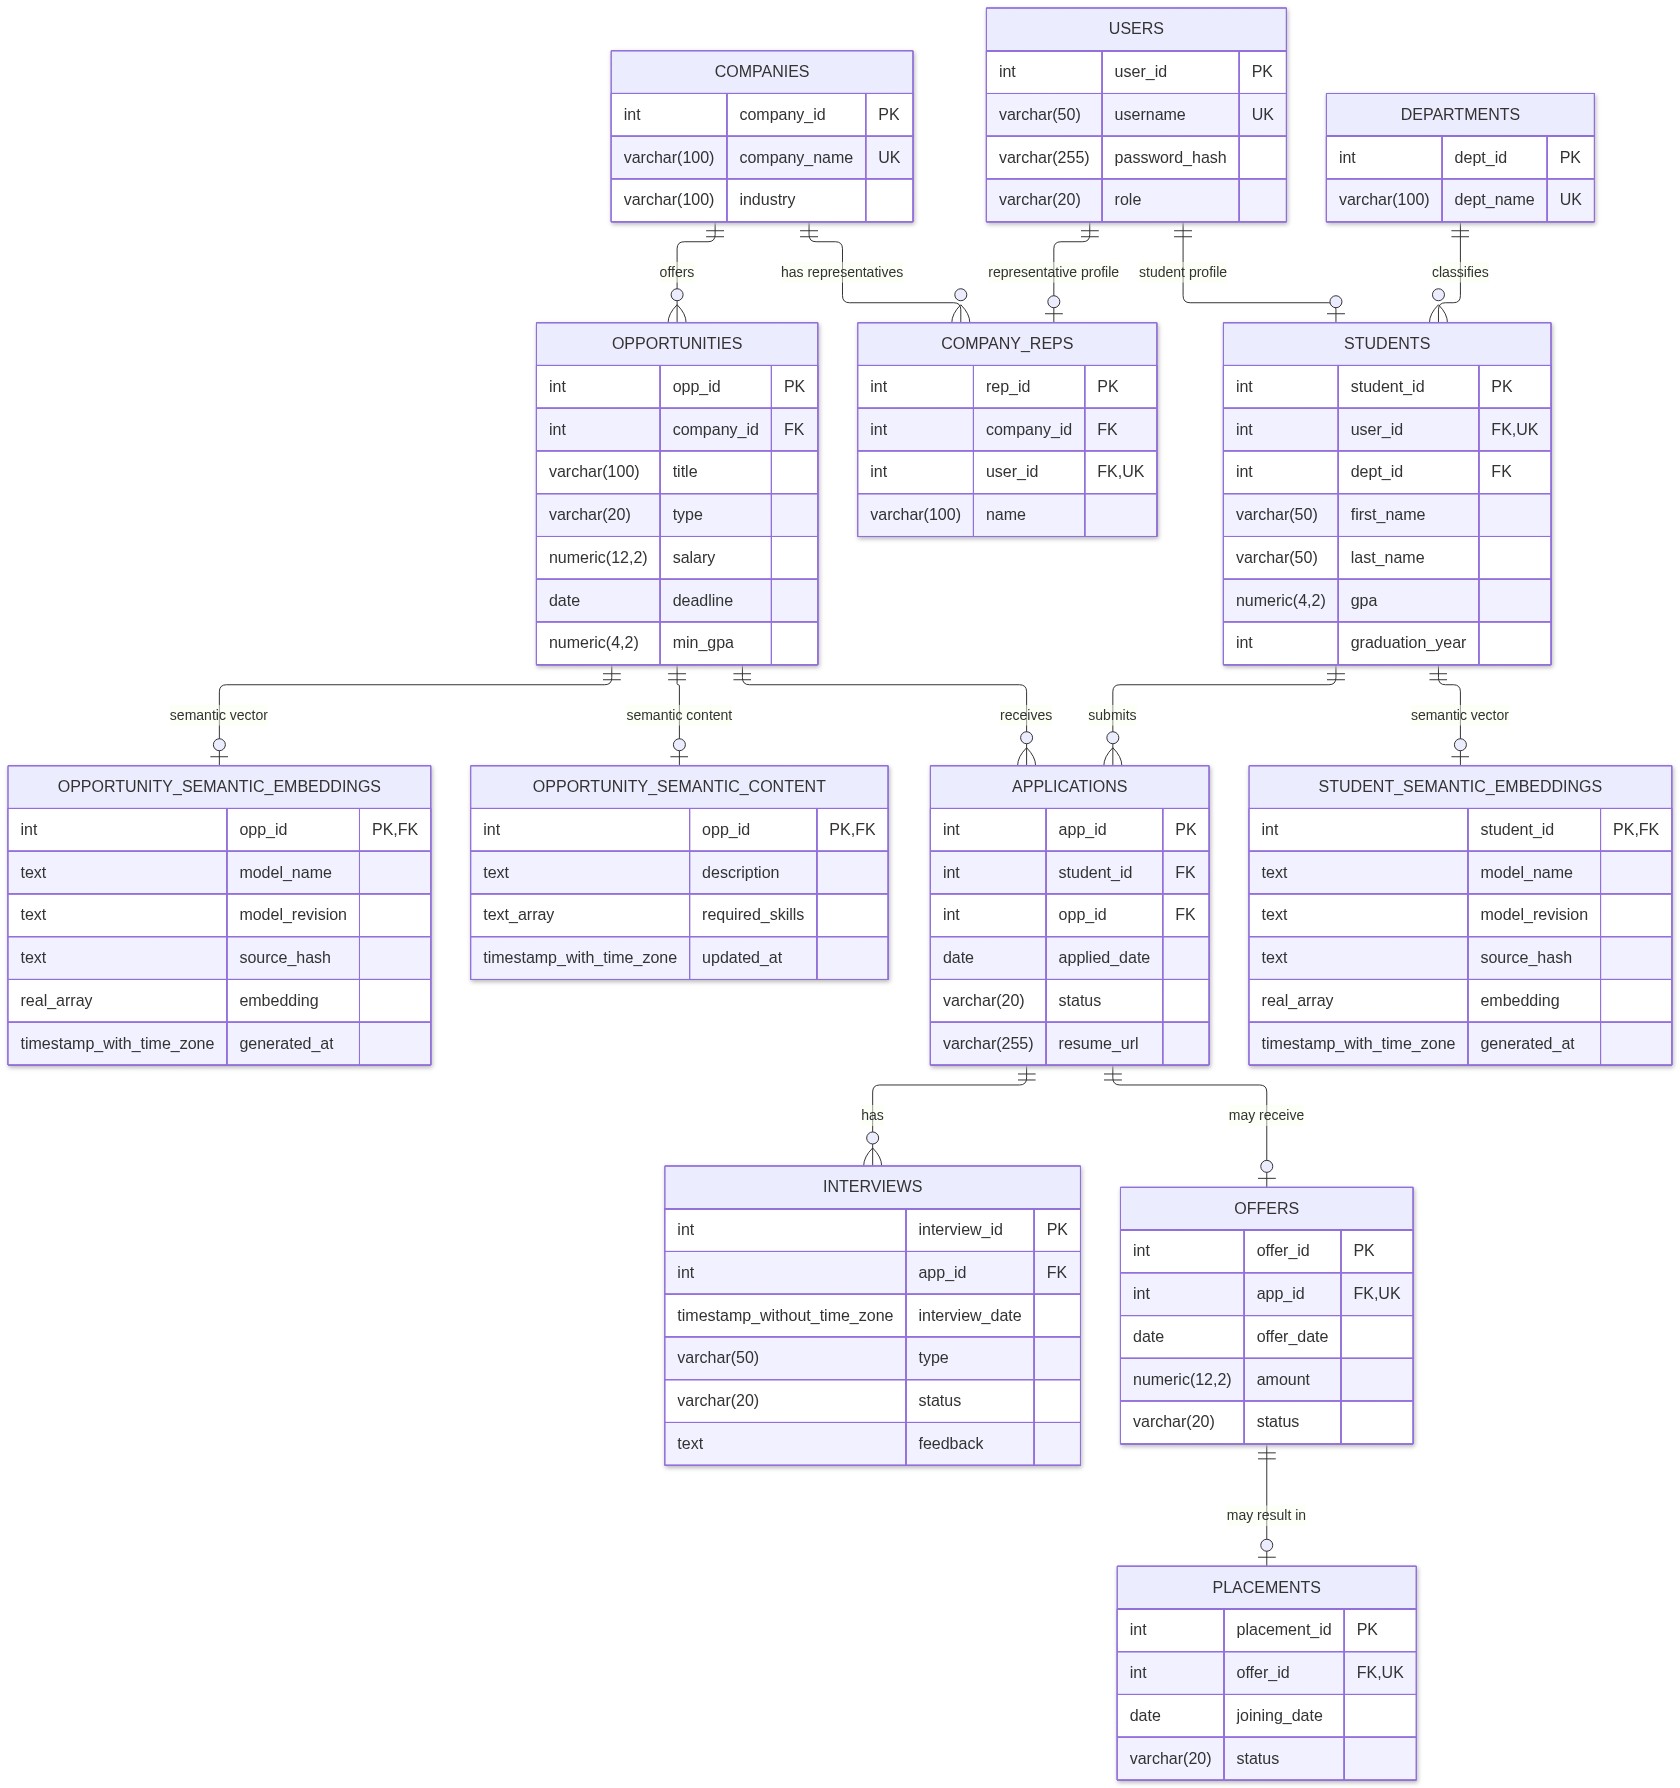 USERS
int user_id PK
varchar(50) username UK
varchar(255) password_hash
varchar(20) role
COMPANIES
int company_id PK
varchar(100) company_name UK
varchar(100) industry
DEPARTMENTS
int dept_id PK
varchar(100) dept_name UK
offers
has representatives
representative profile
student profile
classifies
OPPORTUNITIES
int opp_id PK
int company_id FK
varchar(100) title
varchar(20) type
numeric(12,2) salary
date deadline
numeric(4,2) min_gpa
COMPANY_REPS
int rep_id PK
int company_id FK
int user_id FK,UK
varchar(100) name
STUDENTS
int student_id PK
int user_id FK,UK
int dept_id FK
varchar(50) first_name
varchar(50) last_name
numeric(4,2) gpa
int graduation_year
semantic vector
semantic content
receives
submits
semantic vector
OPPORTUNITY_SEMANTIC_EMBEDDINGS
int opp_id PK,FK
text model_name
text model_revision
text source_hash
real_array embedding
timestamp_with_time_zone generated_at
OPPORTUNITY_SEMANTIC_CONTENT
int opp_id PK,FK
text description
text_array required_skills
timestamp_with_time_zone updated_at
APPLICATIONS
int app_id PK
int student_id FK
int opp_id FK
date applied_date
varchar(20) status
varchar(255) resume_url
STUDENT_SEMANTIC_EMBEDDINGS
int student_id PK,FK
text model_name
text model_revision
text source_hash
real_array embedding
timestamp_with_time_zone generated_at
has
may receive
INTERVIEWS
int interview_id PK
int app_id FK
timestamp_without_time_zone interview_date
varchar(50) type
varchar(20) status
text feedback
OFFERS
int offer_id PK
int app_id FK,UK
date offer_date
numeric(12,2) amount
varchar(20) status
may result in
PLACEMENTS
int placement_id PK
int offer_id FK,UK
date joining_date
varchar(20) status